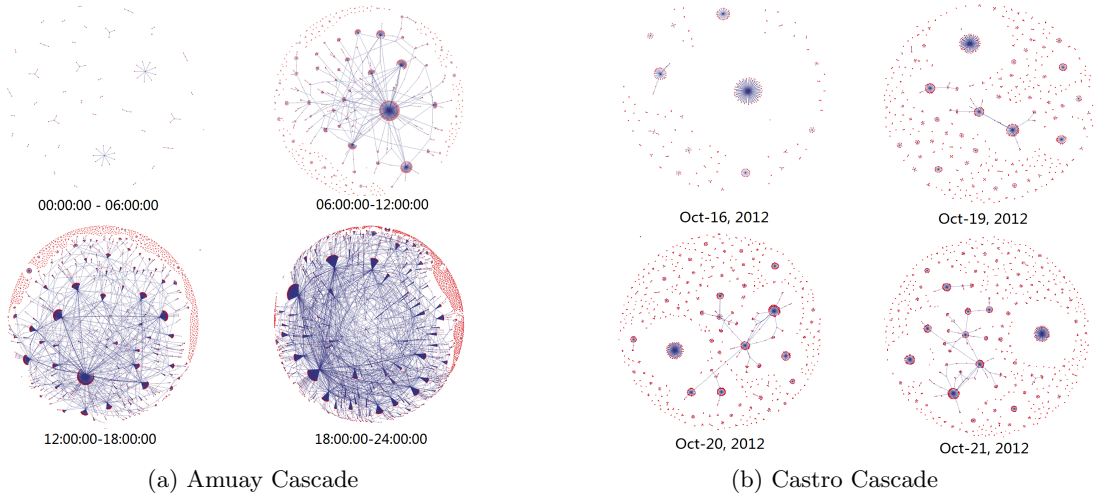 00:00:00 - 06:00:00
06:00:00-12:00:00
12:00:00-18:00:00
18:00:00-24:00:00
(a) Amuay Cascade
Oct-16, 2012
Oct-19, 2012
Oct-20, 2012
Oct-21, 2012
(b) Castro Cascade